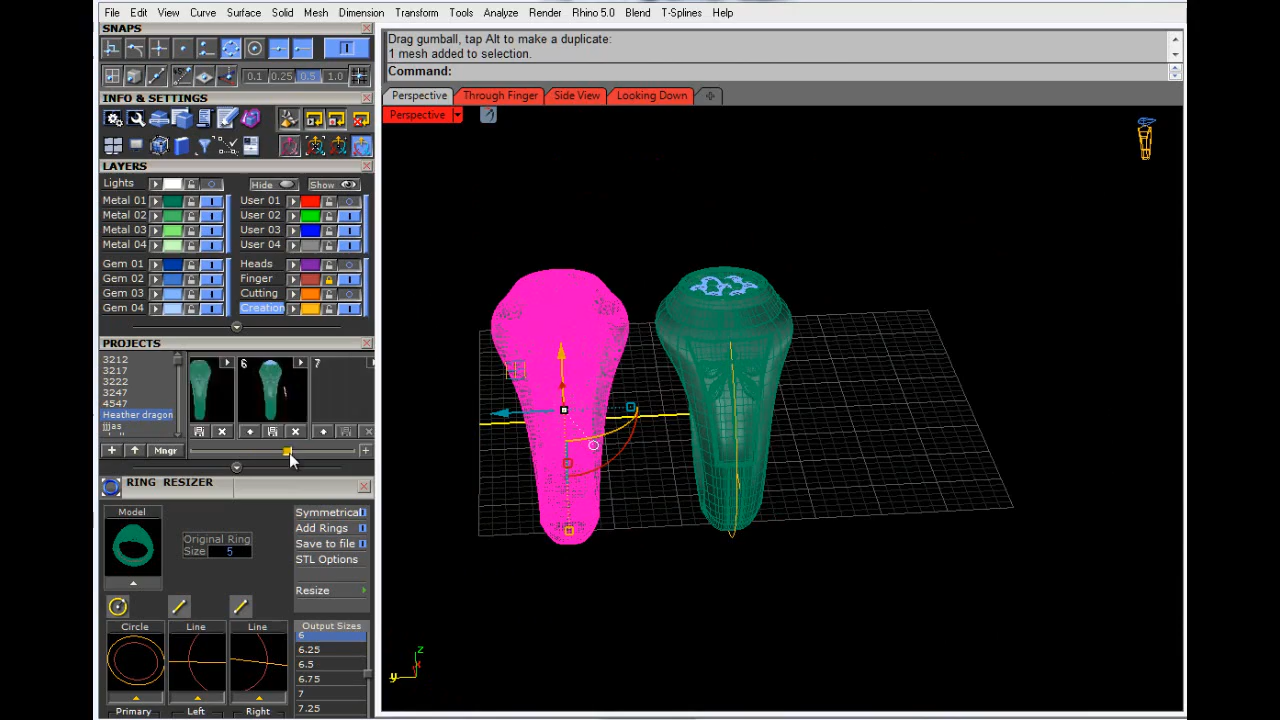 File Edit View Curve Surface Solid Mesh Dimension Transform Tools Analyze Render Rhino 5.0 Blend T-Splines Help
SNAPS
0.1 0.25 0.5 1.0
INFO & SETTINGS
LAYERS
Lights Hide Show
Metal 01 User 01
Metal 02 User 02
Metal 03 User 03
Metal 04 User 04
Gem 01 Heads
Gem 02 Finger
Gem 03 Cutting
Gem 04 Creation
PROJECTS
3212
3217
3222
3247
4547
Heather dragon
jjjas
6 7
Mngr
RING RESIZER
Model
Original Ring
Size: 5
Symmetrical
Add Rings
Save to file
STL Options
Resize
Circle Line Line
Primary Left Right
Output Sizes
6
6.25
6.5
6.75
7
7.25
Drag gumball, tap Alt to make a duplicate:
1 mesh added to selection.
Command:
Perspective Through Finger Side View Looking Down
Perspective
z
x
y